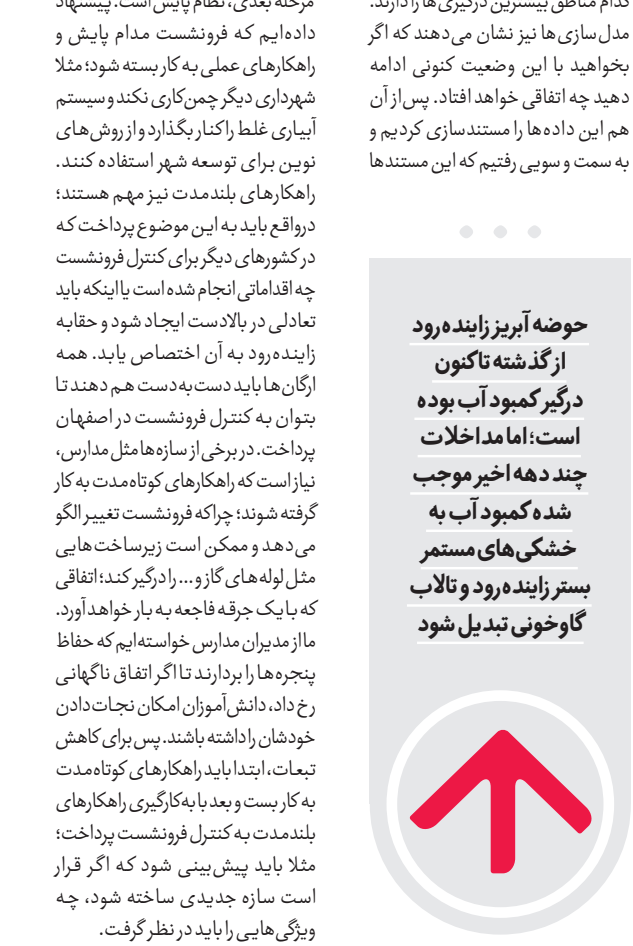 کدام مناطق بیشترین درگیری‌ها را دارند.
مدل‌سازی‌ها نیز نشان می‌دهند که اگر
بخواهید با این وضعیت کنونی ادامه
دهید چه اتفاقی خواهد افتاد. پس از آن
هم این داده‌ها را مستندسازی کردیم و
به سمت و سویی رفتیم که این مستندها
حوضه آبریز زاینده‌رود
از گذشته تاکنون
درگیر کمبود آب بوده
است؛ اما مداخلات
چند دهه اخیر موجب
شده کمبود آب به
خشکی‌های مستمر
بستر زاینده‌رود و تالاب
گاوخونی تبدیل شود
مرحله بعدی، نظام پایش است. پیشنهاد
داده‌ایم که فرونشست مدام پایش و
راهکارهای عملی به کار بسته شود؛ مثلا
شهرداری دیگر چمن‌کاری نکند و سیستم
آبیاری غلط را کنار بگذارد و از روش‌های
نوین برای توسعه شهر استفاده کنند.
راهکارهای بلندمدت نیز مهم هستند؛
درواقع باید به این موضوع پرداخت که
در کشورهای دیگر برای کنترل فرونشست
چه اقداماتی انجام شده است یا اینکه باید
تعادلی در بالادست ایجاد شود و حقابه
زاینده‌رود به آن اختصاص یابد. همه
ارگان‌ها باید دست‌به‌دست هم دهند تا
بتوان به کنترل فرونشست در اصفهان
پرداخت. در برخی از سازه‌ها مثل مدارس،
نیاز است که راهکارهای کوتاه‌مدت به کار
گرفته شوند؛ چراکه فرونشست تغییر الگو
می‌دهد و ممکن است زیرساخت‌هایی
مثل لوله‌های گاز و... را درگیر کند؛ اتفاقی
که با یک جرقه فاجعه به بار خواهد آورد.
ما از مدیران مدارس خواسته‌ایم که حفاظ
پنجره‌ها را بردارند تا اگر اتفاق ناگهانی
رخ داد، دانش‌آموزان امکان نجات‌دادن
خودشان را داشته باشند. پس برای کاهش
تبعات، ابتدا باید راهکارهای کوتاه‌مدت
به کار بست و بعد با به‌کارگیری راهکارهای
بلندمدت به کنترل فرونشست پرداخت؛
مثلا باید پیش‌بینی شود که اگر قرار
است سازه جدیدی ساخته شود، چه
ویژگی‌هایی را باید در نظر گرفت.